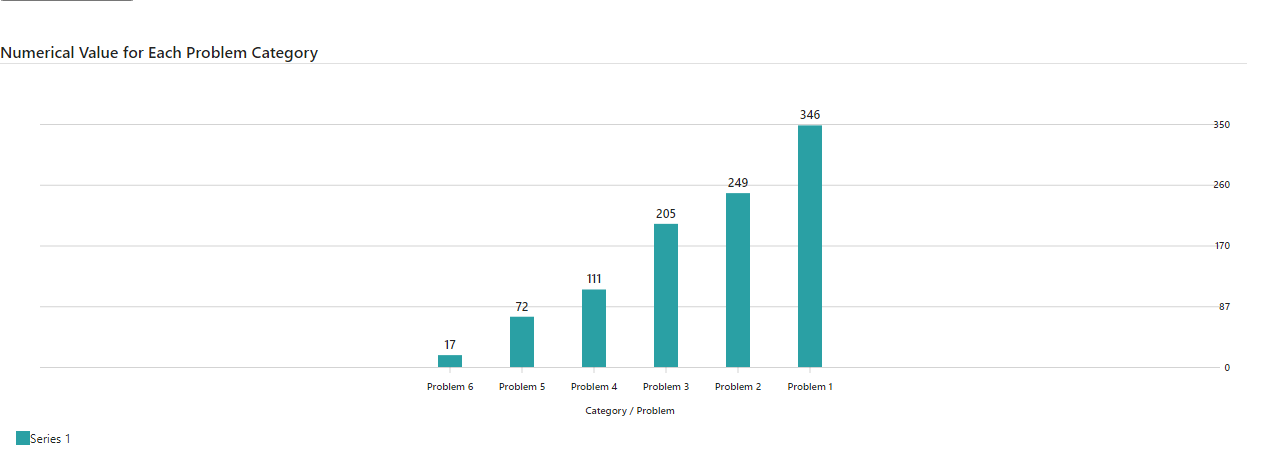 Numerical Value for Each Problem Category
346
350
249
260
205
170
111
72
87
17
0
Problem 6 Problem 5 Problem 4 Problem 3 Problem 2 Problem 1
Category / Problem
Series 1